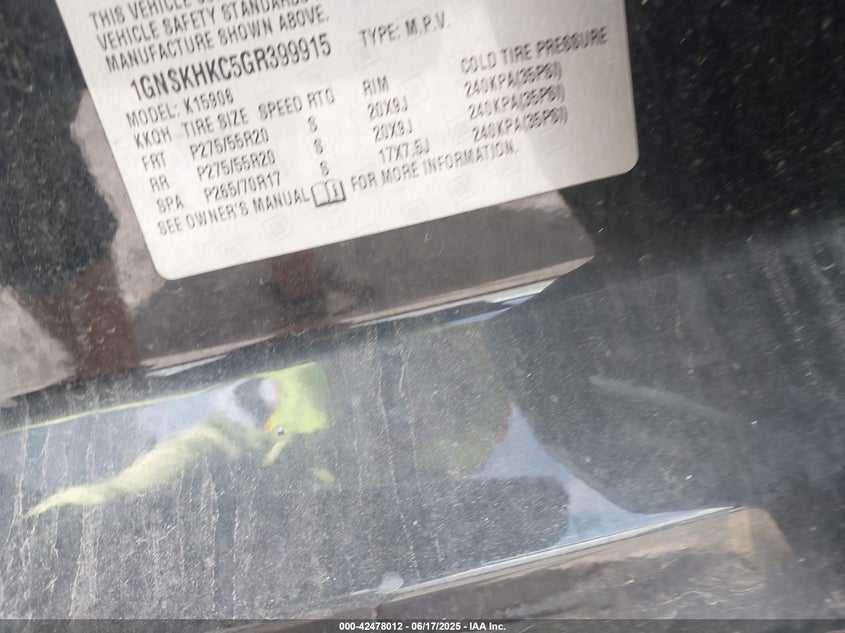 THIS VEHICLE
VEHICLE SAFETY STANDARDS
MANUFACTURE SHOWN ABOVE.
1GNSKHKC5GR399915 TYPE: M.P.V.
MODEL: K15906
KKOH TIRE SIZE SPEED RTG RIM COLD TIRE PRESSURE
FRT P275/55R20 S 20X9J 240KPA(35PSI)
RR P275/55R20 S 20X9J 240KPA(35PSI)
SPA P265/70R17 S 17X7.5J 240KPA(35PSI)
SEE OWNER'S MANUAL FOR MORE INFORMATION.
000-42478012 - 06/17/2025 - IAA Inc.